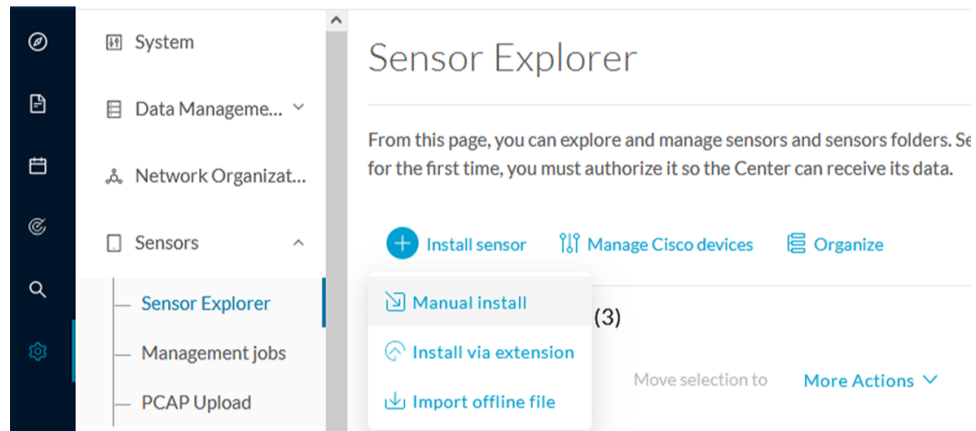 System
Data Manageme...
Network Organizat...
Sensors
Sensor Explorer
Management jobs
PCAP Upload
Sensor Explorer
From this page, you can explore and manage sensors and sensors folders. Se
for the first time, you must authorize it so the Center can receive its data.
Install sensor Manage Cisco devices Organize
Manual install
(3)
Install via extension
Move selection to More Actions
Import offline file